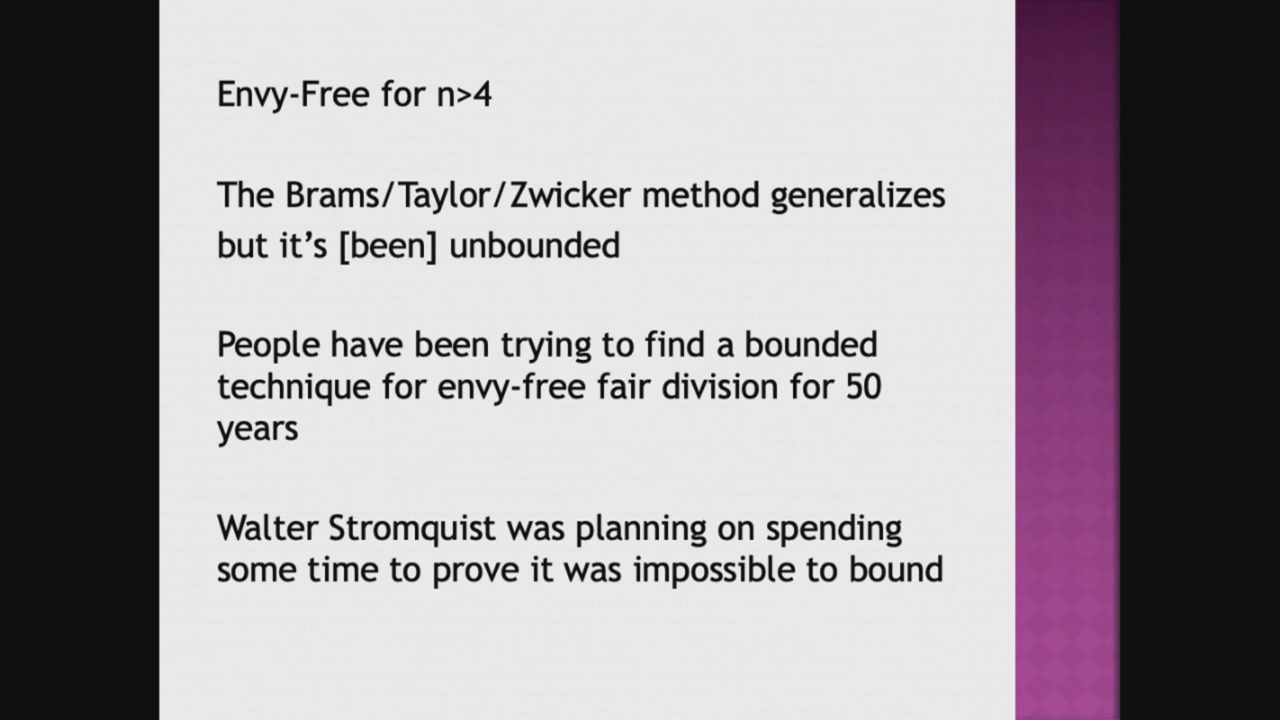 Envy-Free for n>4
The Brams/Taylor/Zwicker method generalizes
but it’s [been] unbounded
People have been trying to find a bounded
technique for envy-free fair division for 50
years
Walter Stromquist was planning on spending
some time to prove it was impossible to bound